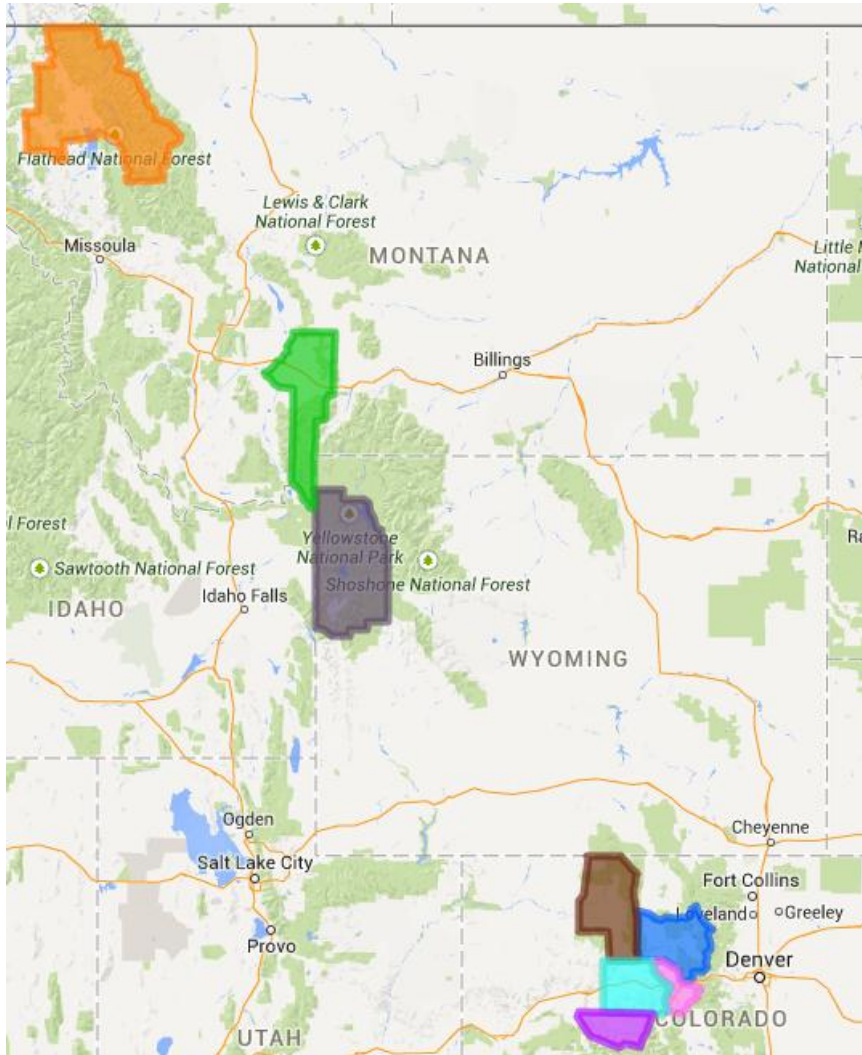 Flathead National Forest
Lewis & Clark
National Forest
Missoula
MONTANA
Little
National
Billings
Yellowstone
National Park
l Forest
Sawtooth National Forest
Shoshone National Forest
IDAHO
Idaho Falls
WYOMING
Ogden
Salt Lake City
Provo
UTAH
Cheyenne
Fort Collins
Loveland
Greeley
Denver
COLORADO